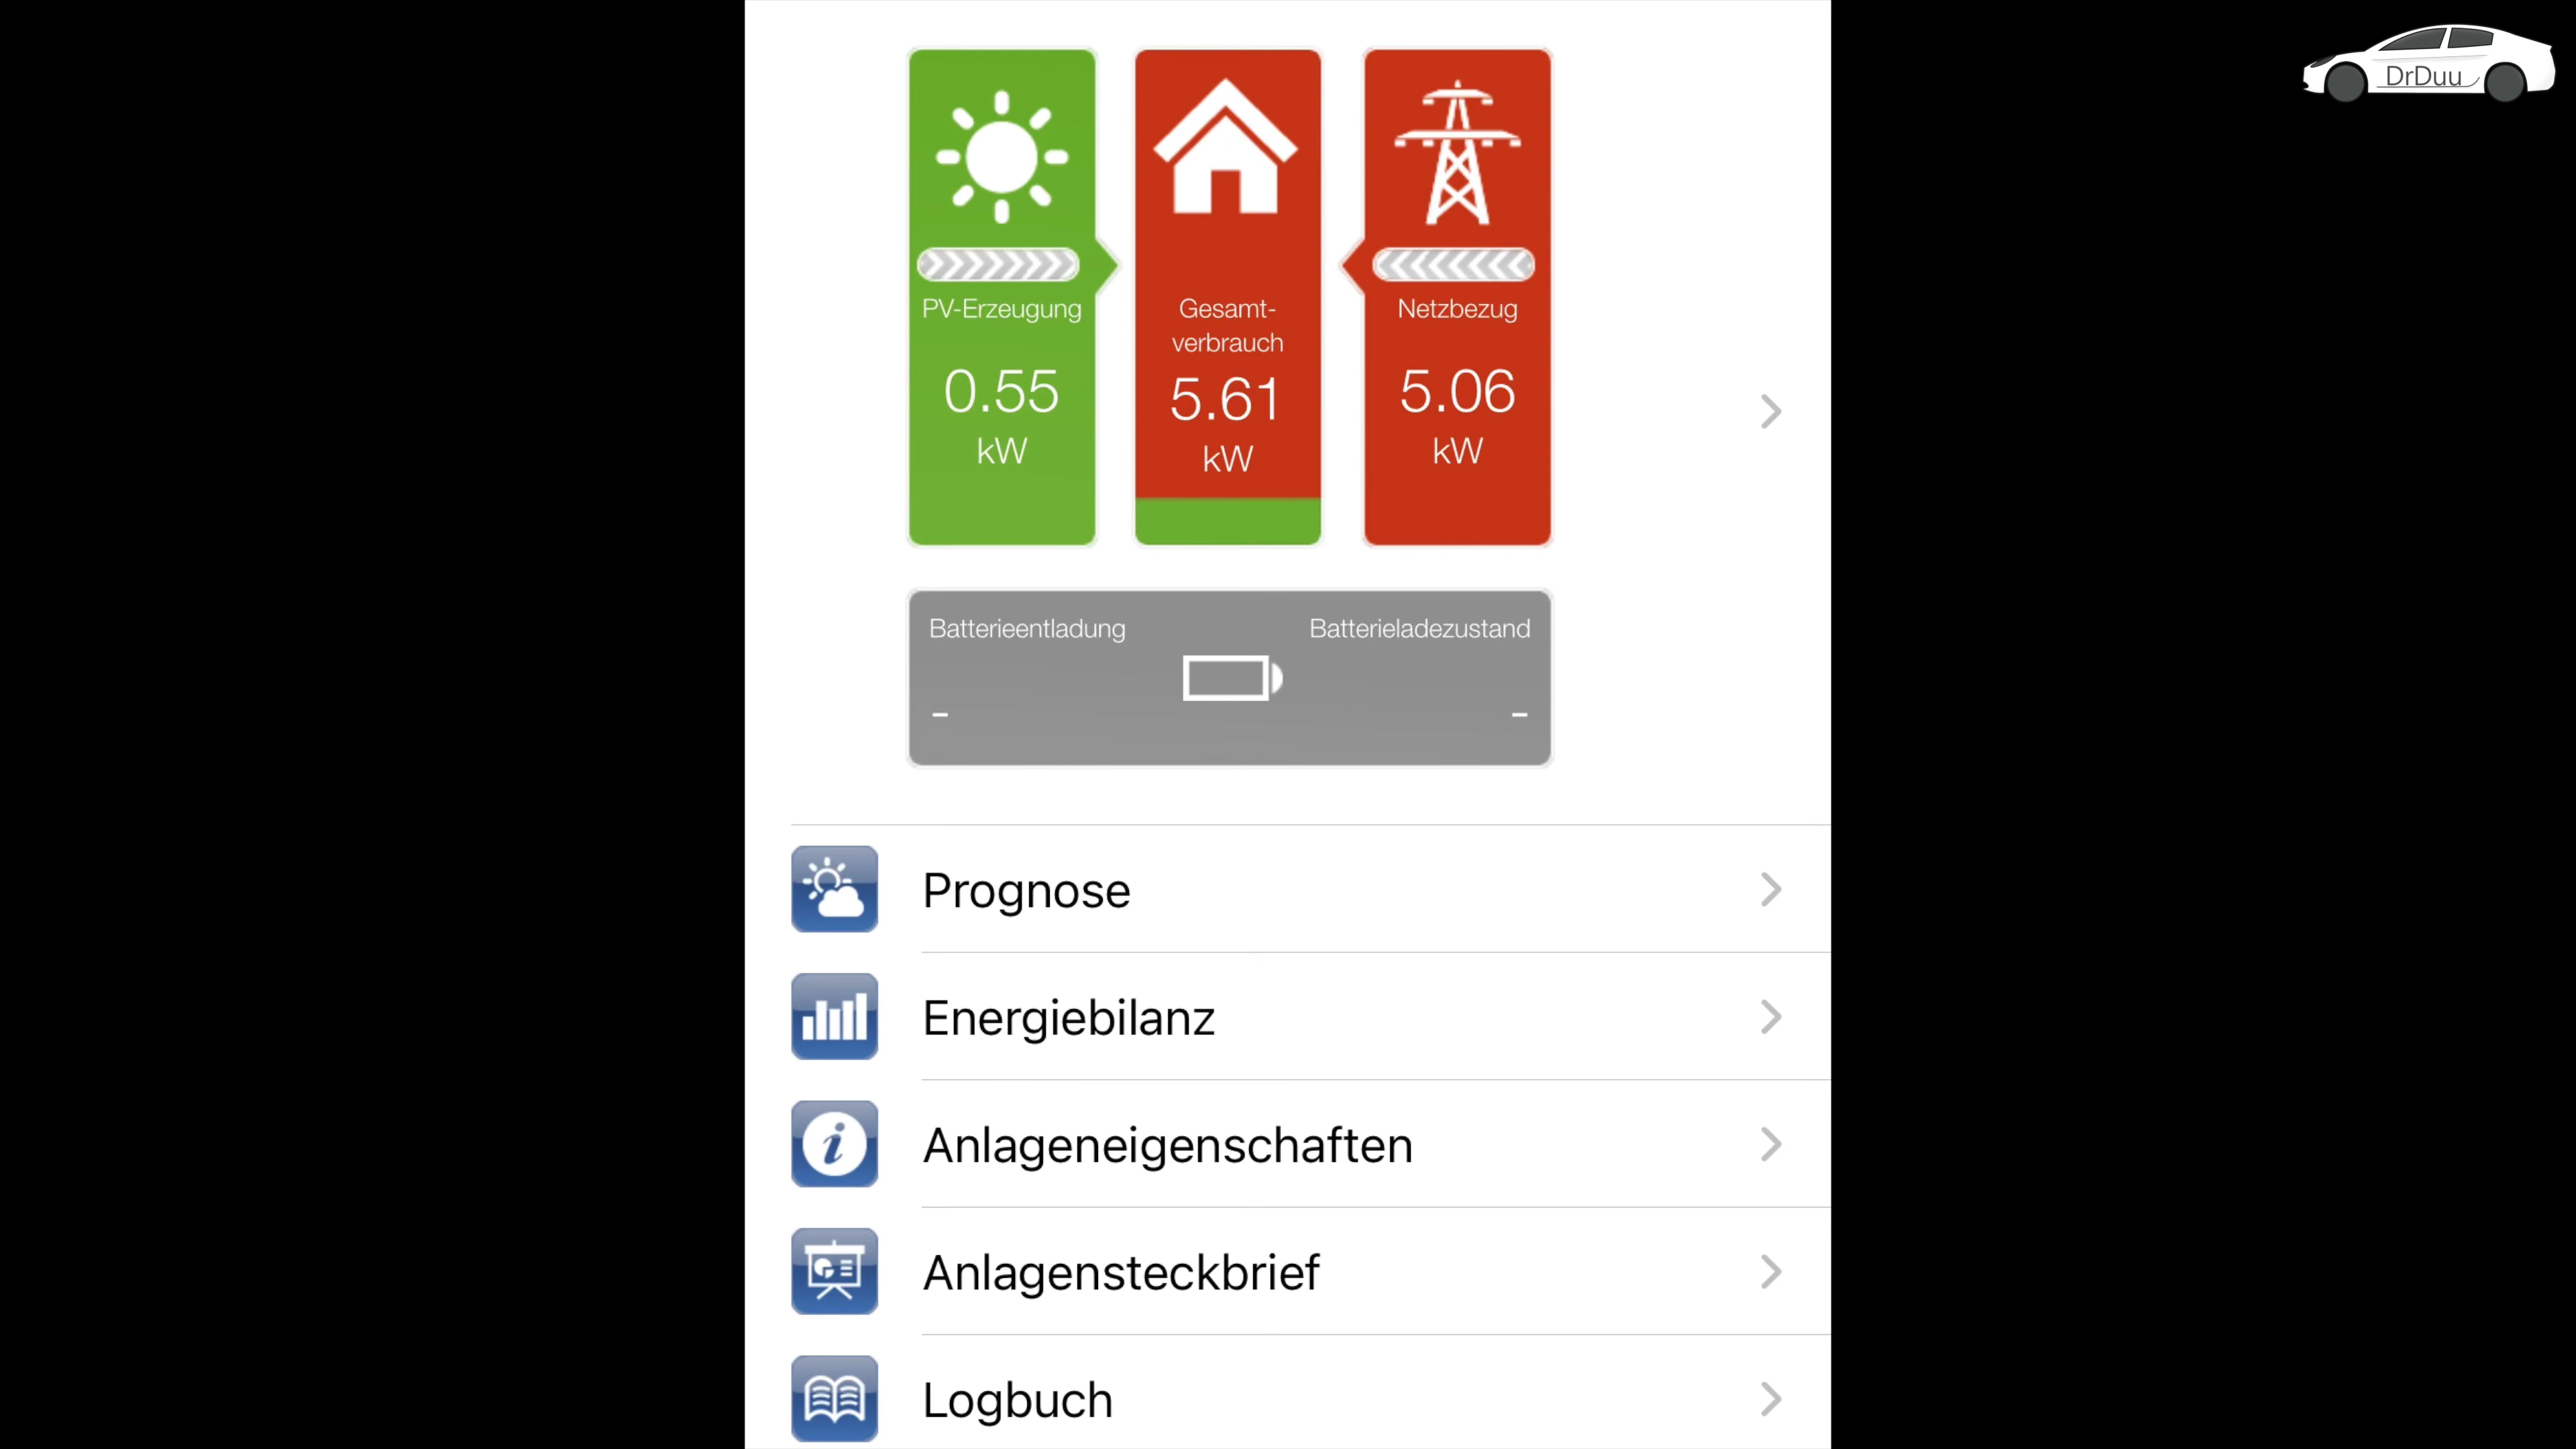 DrDuu
PV-Erzeugung
0.55
kW
Gesamt-
verbrauch
5.61
kW
Netzbezug
5.06
kW
Batterieentladung
-
Batterieladezustand
-
Prognose
Energiebilanz
Anlageneigenschaften
Anlagensteckbrief
Logbuch